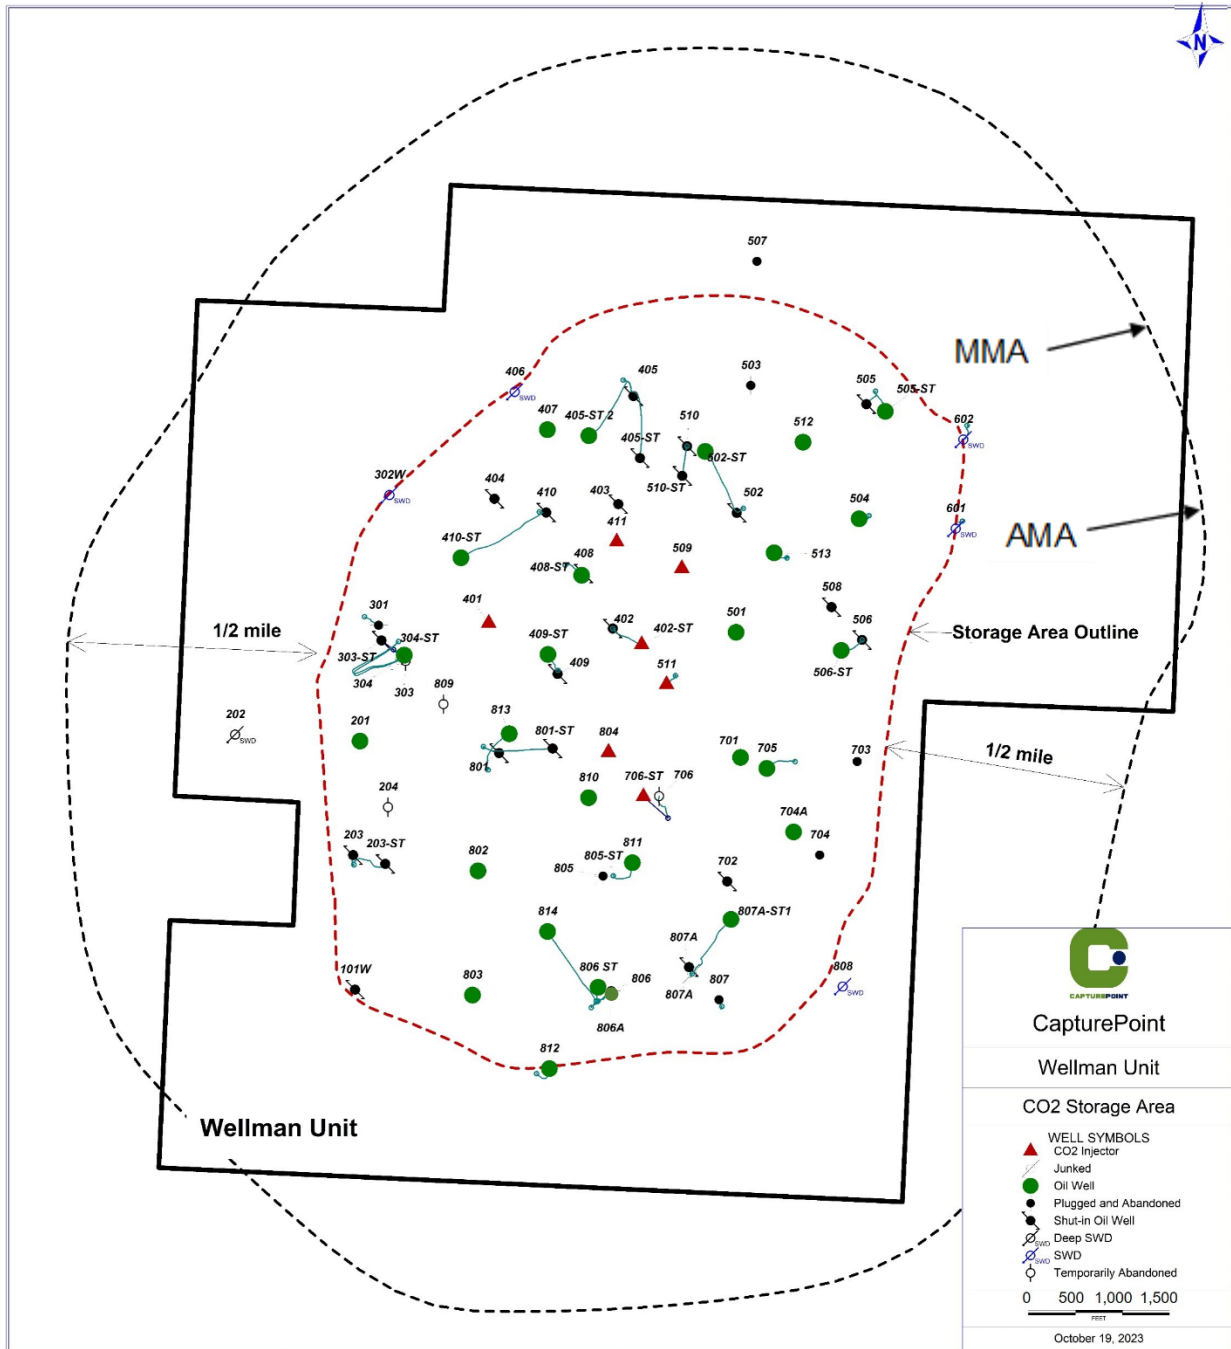 N
507
MMA
503
505
505-ST
406
SWD
405
407
405-ST 2
510
512
602
SWD
405-ST
502-ST
302W
SWD
404
410
403
510-ST
502
504
601
SWD
AMA
411
410-ST
408
408-ST
509
513
401
508
301
402
402-ST
501
506
1/2 mile
304-ST
409-ST
Storage Area Outline
303-ST
511
506-ST
304
303
409
809
202
SWD
201
813
801-ST
804
701
705
703
1/2 mile
801
706-ST
706
204
810
704A
203
203-ST
802
805-ST
811
704
805
702
814
807A-ST1
101W
803
806 ST
806
807A
807A
807
808
SWD
806A
812
Wellman Unit
CAPTUREPOINT
CapturePoint
Wellman Unit
CO2 Storage Area
WELL SYMBOLS
CO2 Injector
Junked
Oil Well
Plugged and Abandoned
Shut-in Oil Well
SWD Deep SWD
SWD SWD
Temporarily Abandoned
0 500 1,000 1,500
FEET
October 19, 2023